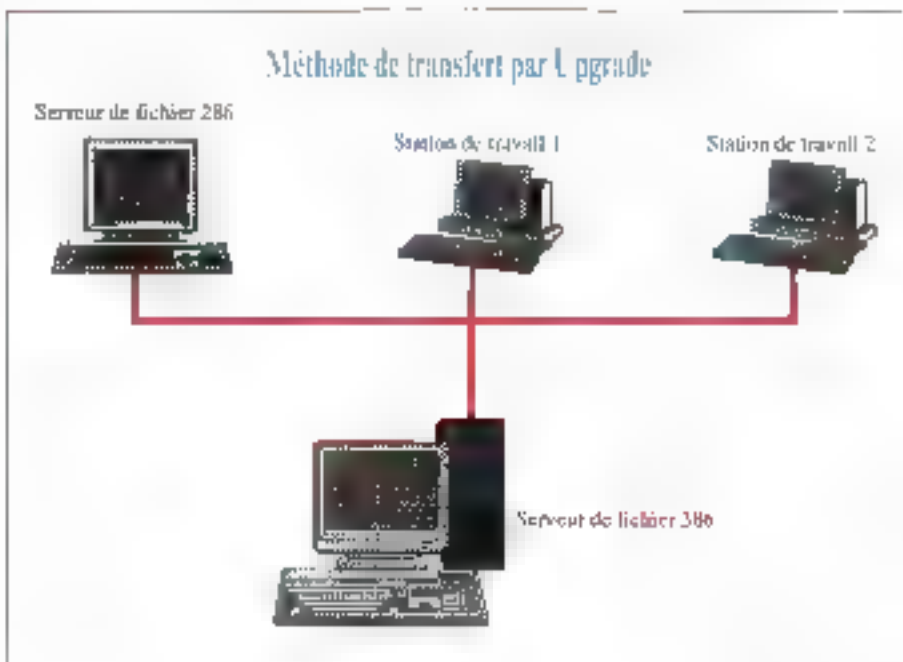 Méthode de transfert par Upgrade
Serveur de fichier 286
Station de travail 1
Station de travail 2
Serveur de fichier 386